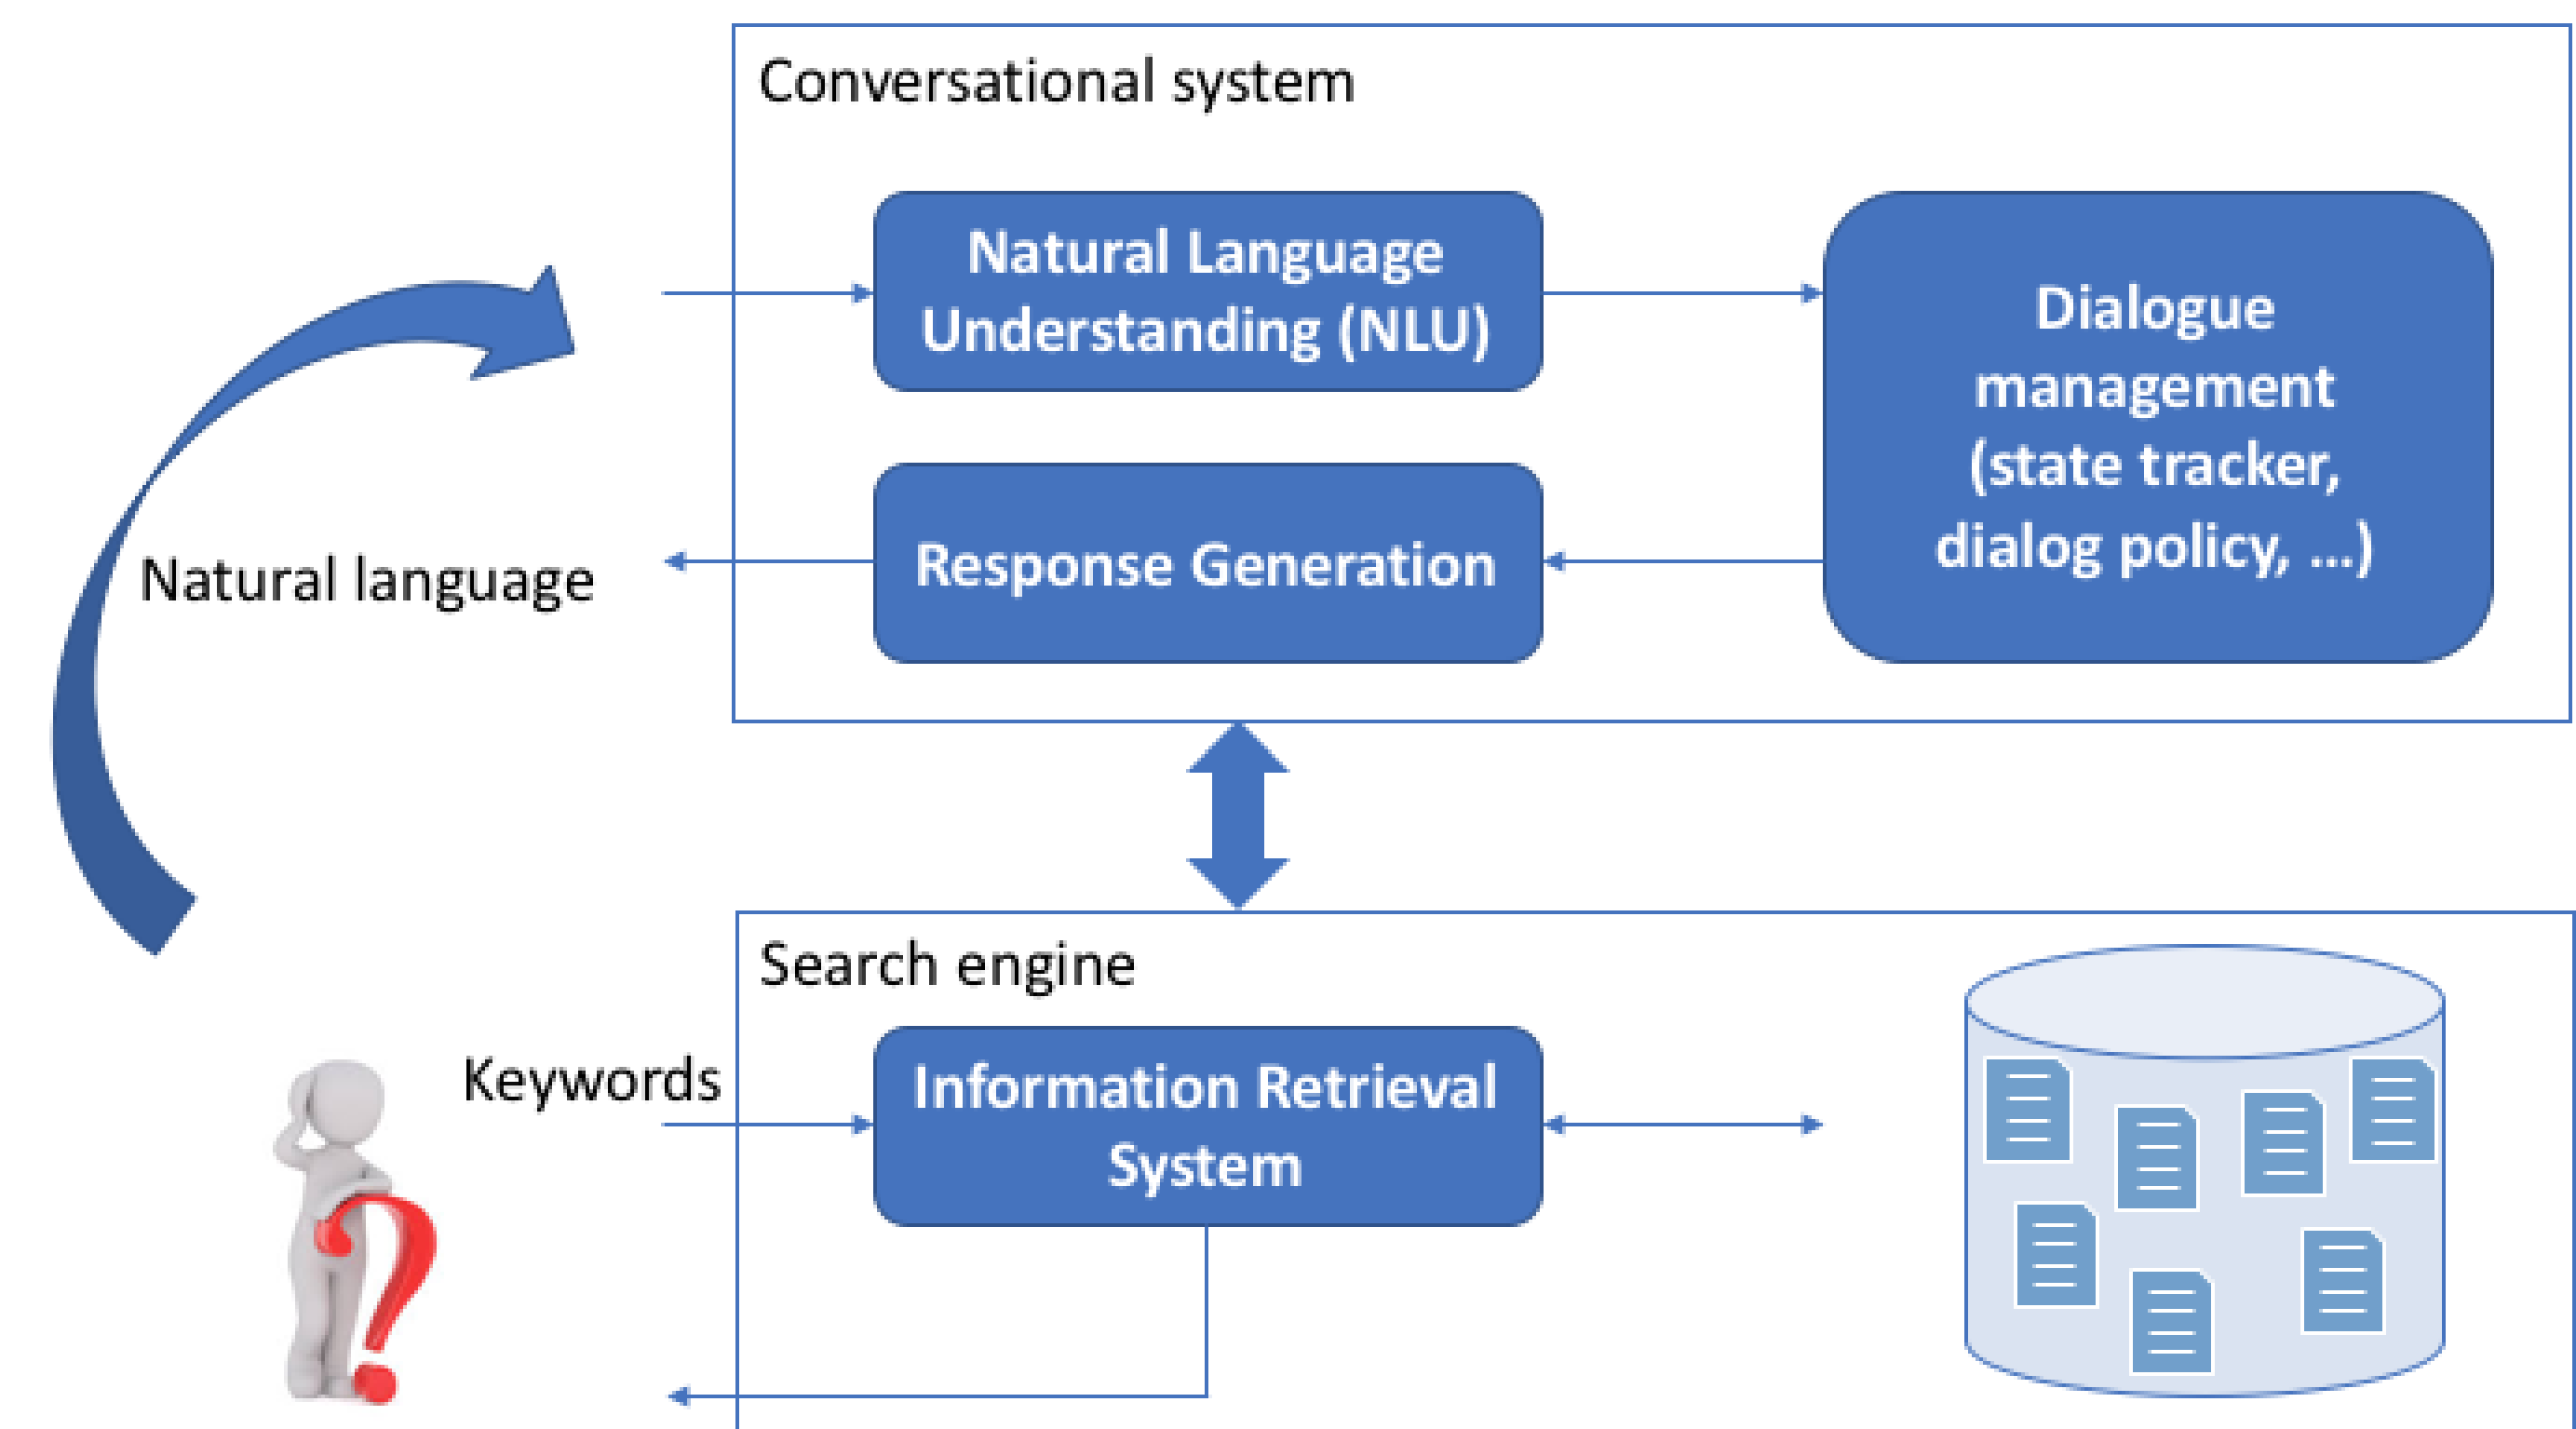 Conversational system
Natural Language
Understanding (NLU)
Dialogue
management
(state tracker,
dialog policy, ...)
Response Generation
Natural language
Search engine
Keywords
Information Retrieval
System